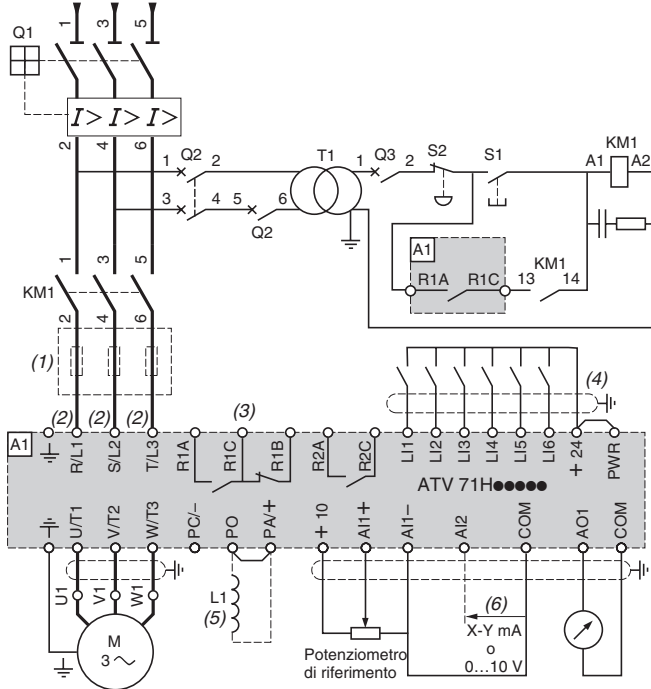 1 3 5
Q1
I> I> I>
2 4 6
1 Q2 2 T1 1 Q3 2 S2 S1 KM1
A1 A2
3 4 5 6
Q2
A1
R1A R1C 13 KM1 14
1 3 5
KM1
2 4 6
(1)
(2) (2) (2) (3) (4)
A1
R/L1 S/L2 T/L3 R1A R1C R1B R2A R2C LI1 LI2 LI3 LI4 LI5 LI6 + 24 PWR
ATV 71H●●●●●
U/T1 V/T2 W/T3 PC/- PO PA/+ + 10 AI1+ AI1- AI2 COM AO1 COM
U1 V1 W1
L1
(5)
(6)
X-Y mA
o
0...10 V
M
3 ~
Potenziometro
di riferimento